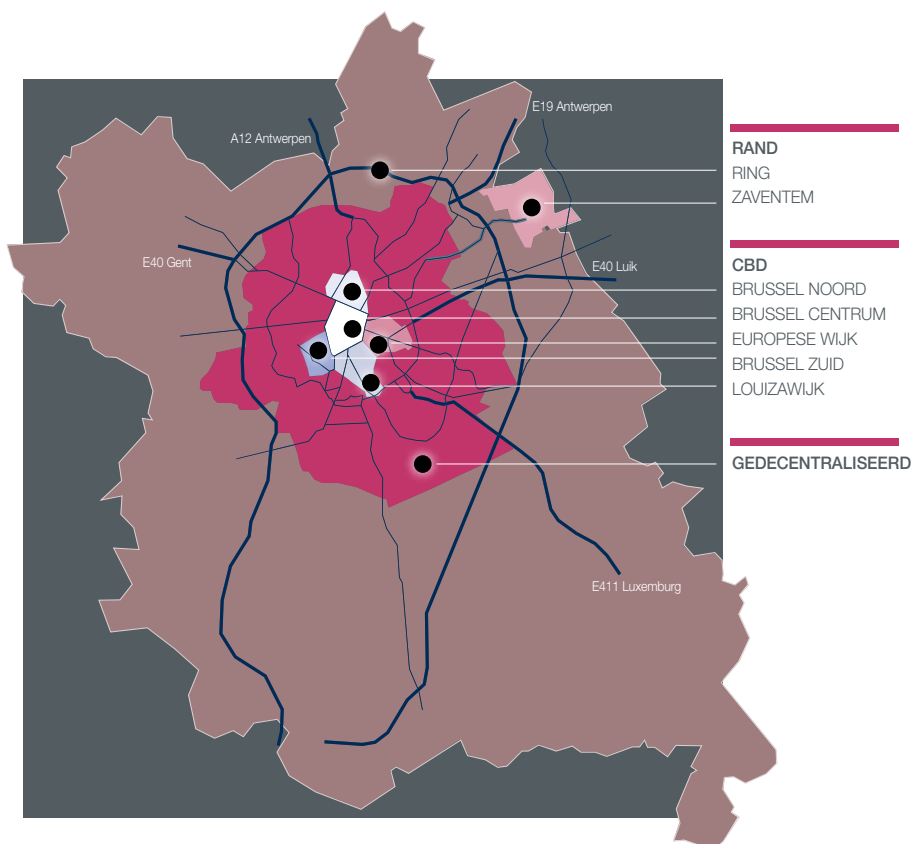 E19 Antwerpen
A12 Antwerpen
E40 Gent
E40 Luik
E411 Luxemburg
RAND
RING
ZAVENTEM
CBD
BRUSSEL NOORD
BRUSSEL CENTRUM
EUROPESE WIJK
BRUSSEL ZUID
LOUIZAWIJK
GEDECENTRALISEERD